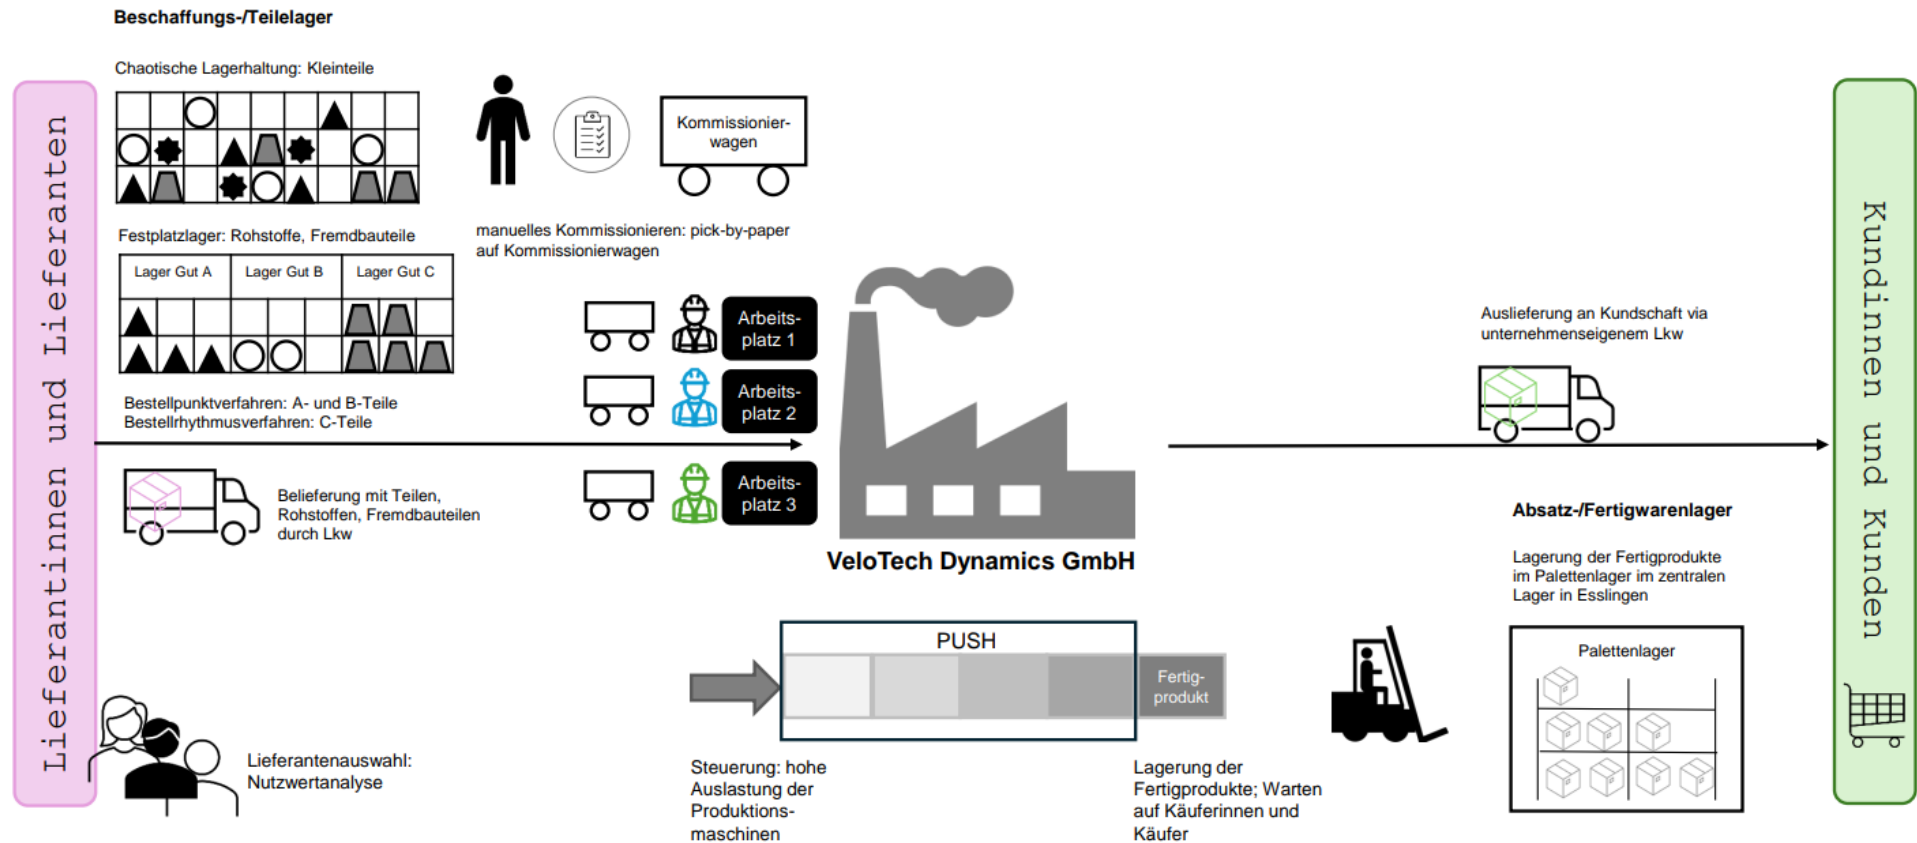 Beschaffungs-/Teilelager
Chaotische Lagerhaltung: Kleinteile
Kommissionier-
wagen
manuelles Kommissionieren: pick-by-paper
auf Kommissionierwagen
Festplatzlager: Rohstoffe, Fremdbauteile
Lager Gut A
Lager Gut B
Lager Gut C
Bestellpunktverfahren: A- und B-Teile
Bestellrhythmusverfahren: C-Teile
Belieferung mit Teilen,
Rohstoffen, Fremdbauteilen
durch Lkw
Lieferantinnen und Lieferanten
Lieferantenauswahl:
Nutzwertanalyse
Arbeits-
platz 1
Arbeits-
platz 2
Arbeits-
platz 3
VeloTech Dynamics GmbH
PUSH
Fertig-
produkt
Steuerung: hohe
Auslastung der
Produktions-
maschinen
Lagerung der
Fertigprodukte; Warten
auf Käuferinnen und
Käufer
Auslieferung an Kundschaft via
unternehmenseigenem Lkw
Absatz-/Fertigwarenlager
Lagerung der Fertigprodukte
im Palettenlager im zentralen
Lager in Esslingen
Palettenlager
Kundinnen und Kunden